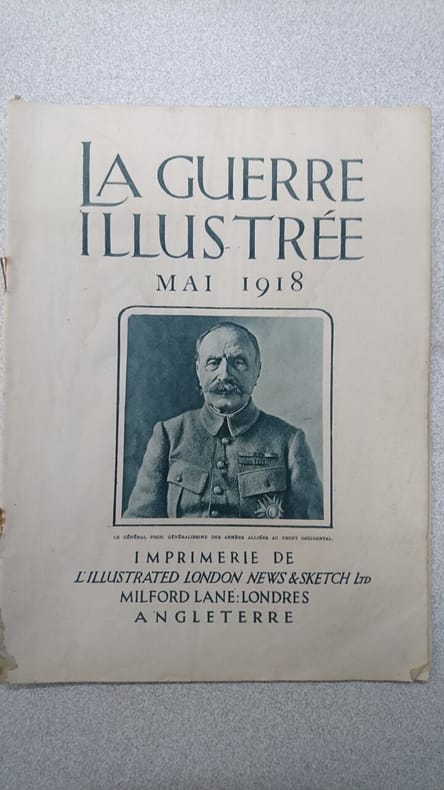 LA GUERRE
ILLUSTRÉE
MAI 1918
LE GÉNÉRAL FOCH, GÉNÉRALISSIME DES ARMÉES ALLIÉES AU FRONT OCCIDENTAL.
IMPRIMERIE DE
L'ILLUSTRATED LONDON NEWS & SKETCH LTD
MILFORD LANE: LONDRES
ANGLETERRE